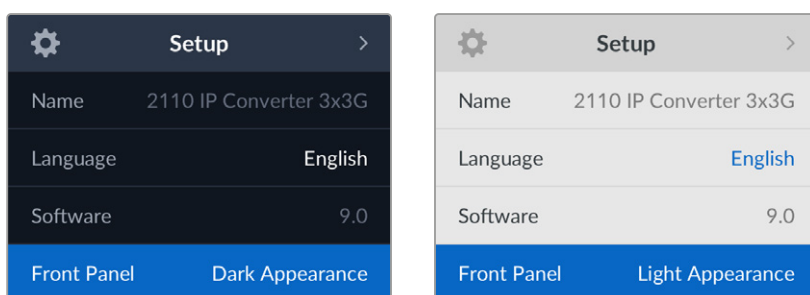 Setup
Name 2110 IP Converter 3x3G
Language English
Software 9.0
Front Panel Dark Appearance
Setup
Name 2110 IP Converter 3x3G
Language English
Software 9.0
Front Panel Light Appearance